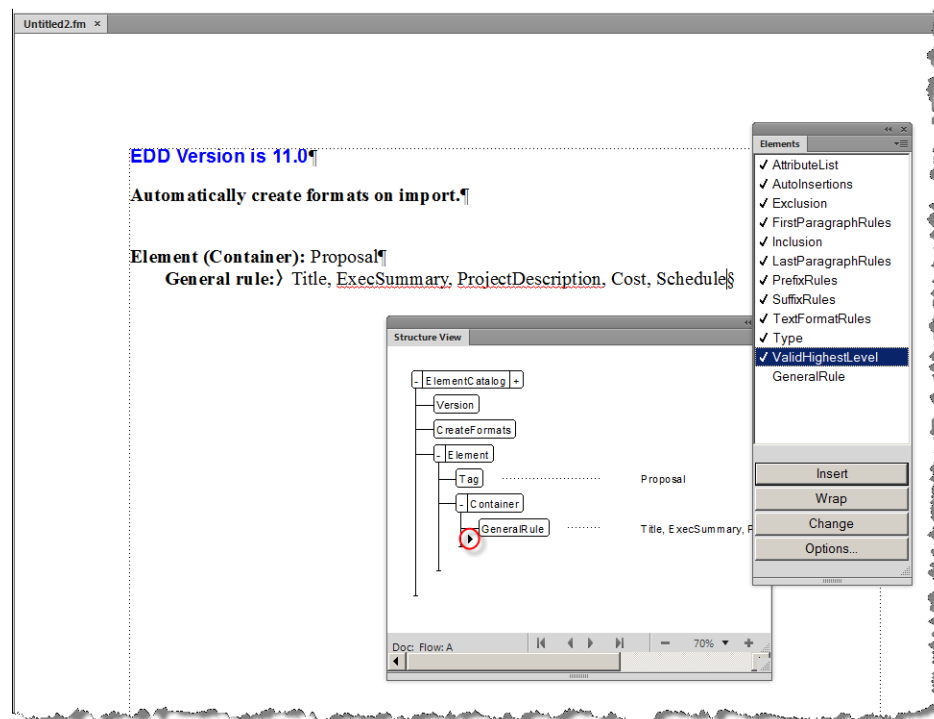 Untitled2.fm ×
EDD Version is 11.0¶
Automatically create formats on import.¶
Element (Container): Proposal¶
General rule:⟩ Title, ExecSummary, ProjectDescription, Cost, Schedule§
Elements
✓ AttributeList
✓ AutoInsertions
✓ Exclusion
✓ FirstParagraphRules
✓ Inclusion
✓ LastParagraphRules
✓ PrefixRules
✓ SuffixRules
✓ TextFormatRules
✓ Type
✓ ValidHighestLevel
GeneralRule
Insert
Wrap
Change
Options...
Structure View
- ElementCatalog +
Version
CreateFormats
- Element
Tag Proposal
- Container
GeneralRule Title, ExecSummary, P
Doc: Flow: A 70%